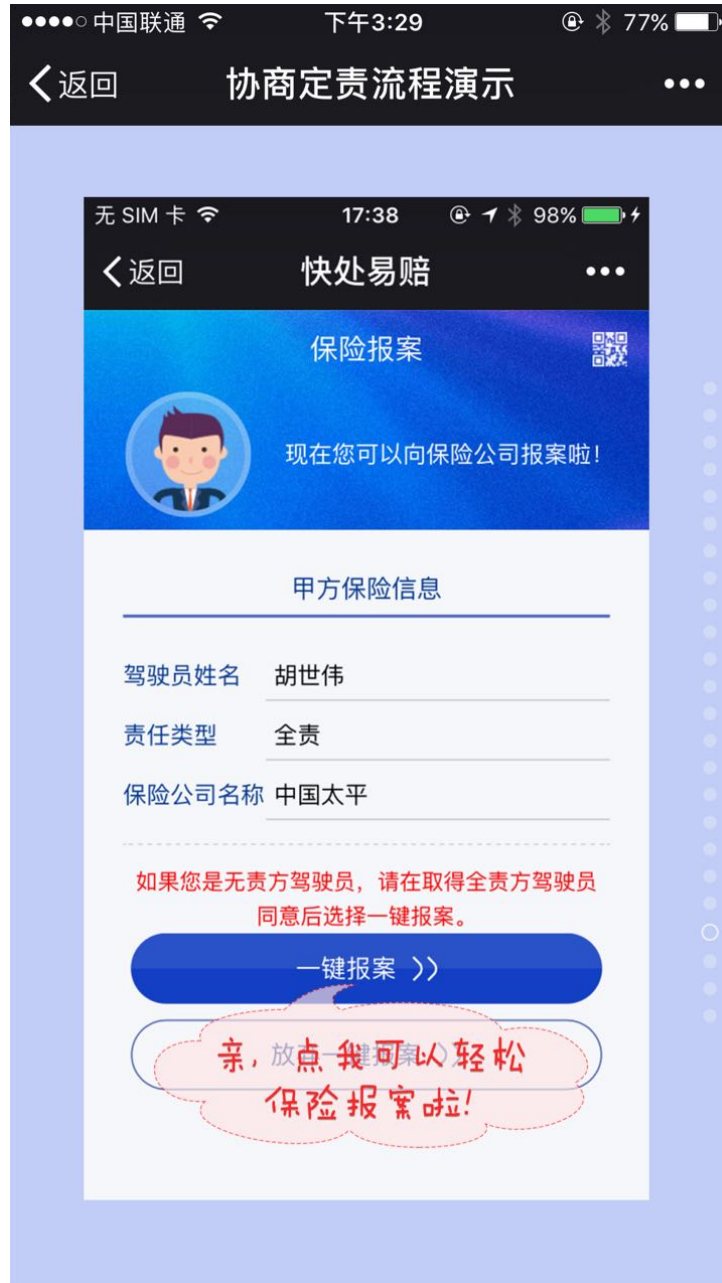 中国联通 下午3:29 77%
返回 协商定责流程演示
无 SIM 卡 17:38 98%
返回 快处易赔
保险报案
现在您可以向保险公司报案啦！
甲方保险信息
驾驶员姓名 胡世伟
责任类型 全责
保险公司名称 中国太平
如果您是无责方驾驶员，请在取得全责方驾驶员
同意后选择一键报案。
一键报案
放弃一键报案
亲，点我可以轻松
保险报案啦！